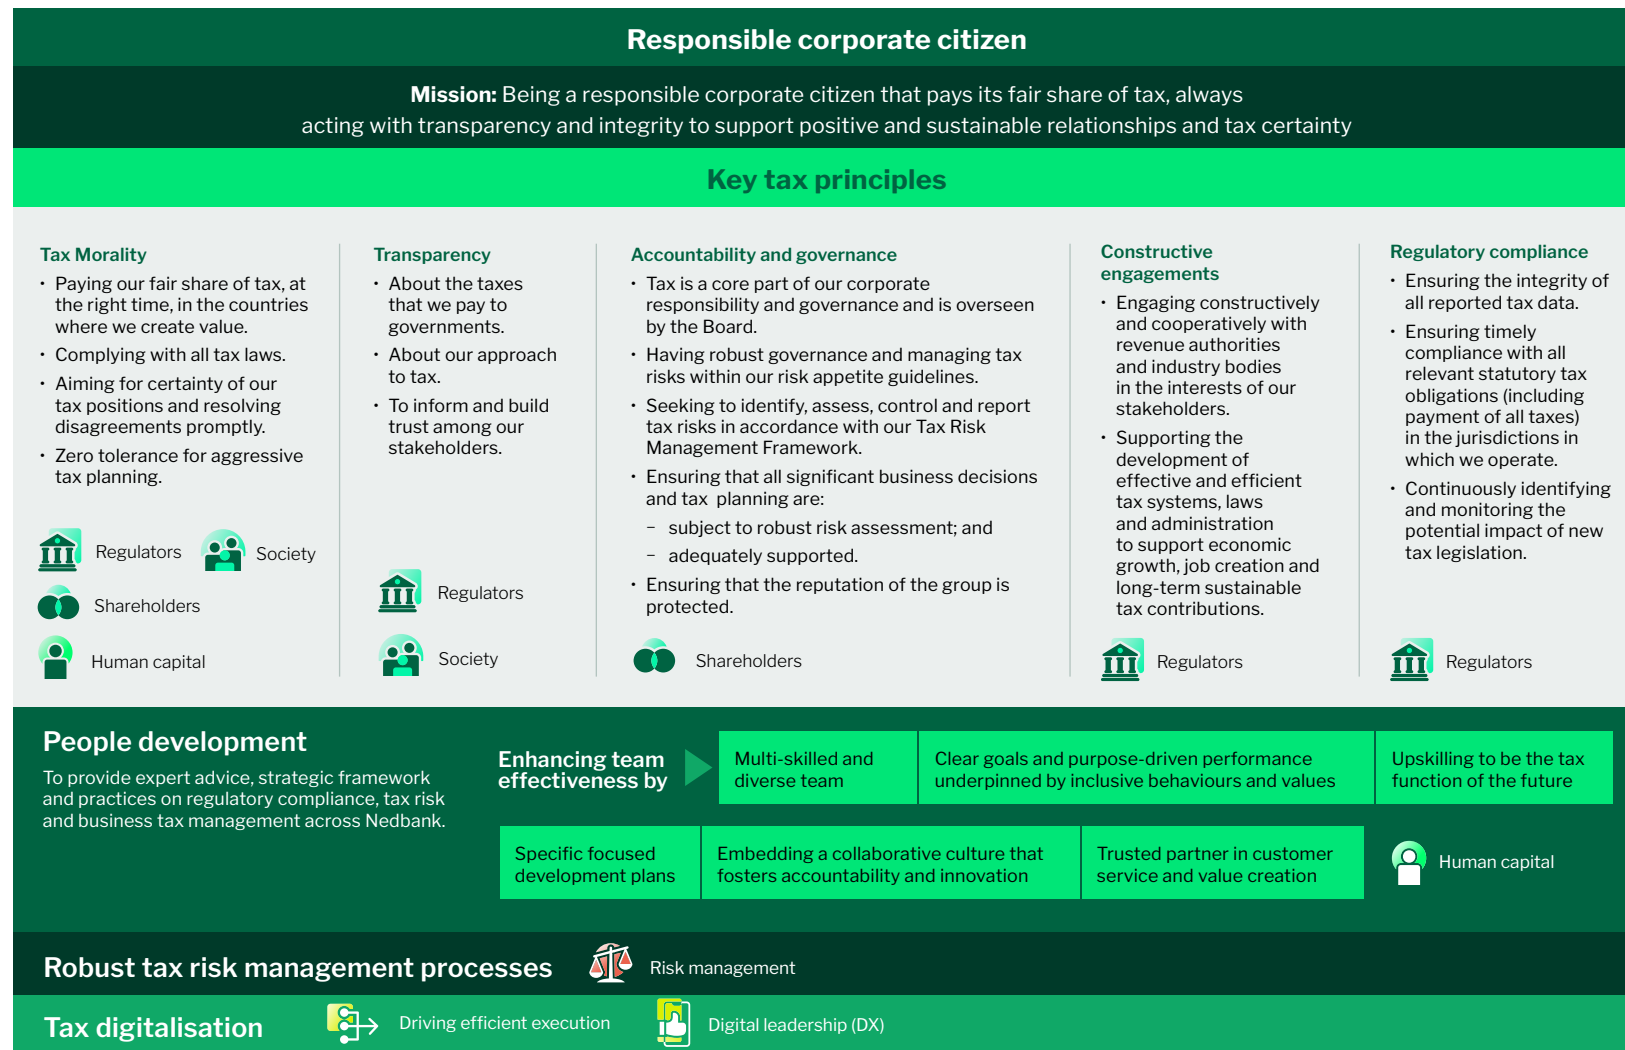 Responsible corporate citizen
Mission: Being a responsible corporate citizen that pays its fair share of tax, always
acting with transparency and integrity to support positive and sustainable relationships and tax certainty
Key tax principles
Tax Morality
• Paying our fair share of tax, at
the right time, in the countries
where we create value.
• Complying with all tax laws.
• Aiming for certainty of our
tax positions and resolving
disagreements promptly.
• Zero tolerance for aggressive
tax planning.
Regulators
Society
Shareholders
Human capital
Transparency
• About the taxes
that we pay to
governments.
• About our approach
to tax.
• To inform and build
trust among our
stakeholders.
Regulators
Society
Accountability and governance
• Tax is a core part of our corporate
responsibility and governance and is overseen
by the Board.
• Having robust governance and managing tax
risks within our risk appetite guidelines.
• Seeking to identify, assess, control and report
tax risks in accordance with our Tax Risk
Management Framework.
• Ensuring that all significant business decisions
and tax planning are:
– subject to robust risk assessment; and
– adequately supported.
• Ensuring that the reputation of the group is
protected.
Shareholders
Constructive
engagements
• Engaging constructively
and cooperatively with
revenue authorities
and industry bodies
in the interests of our
stakeholders.
• Supporting the
development of
effective and efficient
tax systems, laws
and administration
to support economic
growth, job creation and
long-term sustainable
tax contributions.
Regulators
Regulatory compliance
• Ensuring the integrity of
all reported tax data.
• Ensuring timely
compliance with all
relevant statutory tax
obligations (including
payment of all taxes)
in the jurisdictions in
which we operate.
• Continuously identifying
and monitoring the
potential impact of new
tax legislation.
Regulators
People development
To provide expert advice, strategic framework
and practices on regulatory compliance, tax risk
and business tax management across Nedbank.
Enhancing team
effectiveness by
Multi-skilled and
diverse team
Clear goals and purpose-driven performance
underpinned by inclusive behaviours and values
Upskilling to be the tax
function of the future
Specific focused
development plans
Embedding a collaborative culture that
fosters accountability and innovation
Trusted partner in customer
service and value creation
Human capital
Robust tax risk management processes
Risk management
Tax digitalisation
Driving efficient execution
Digital leadership (DX)